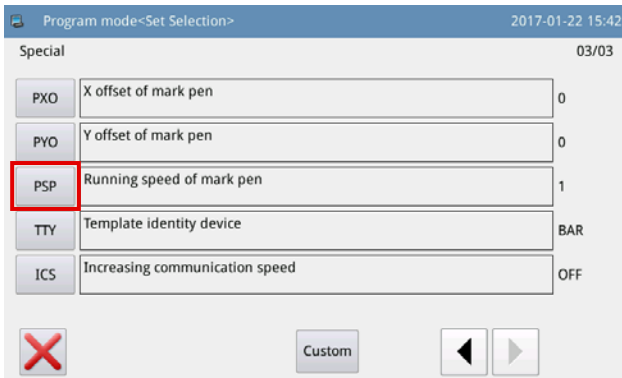 Program mode<Set Selection> 2017-01-22 15:42
Special 03/03
PXO X offset of mark pen 0
PYO Y offset of mark pen 0
PSP Running speed of mark pen 1
TTY Template identity device BAR
ICS Increasing communication speed OFF
Custom